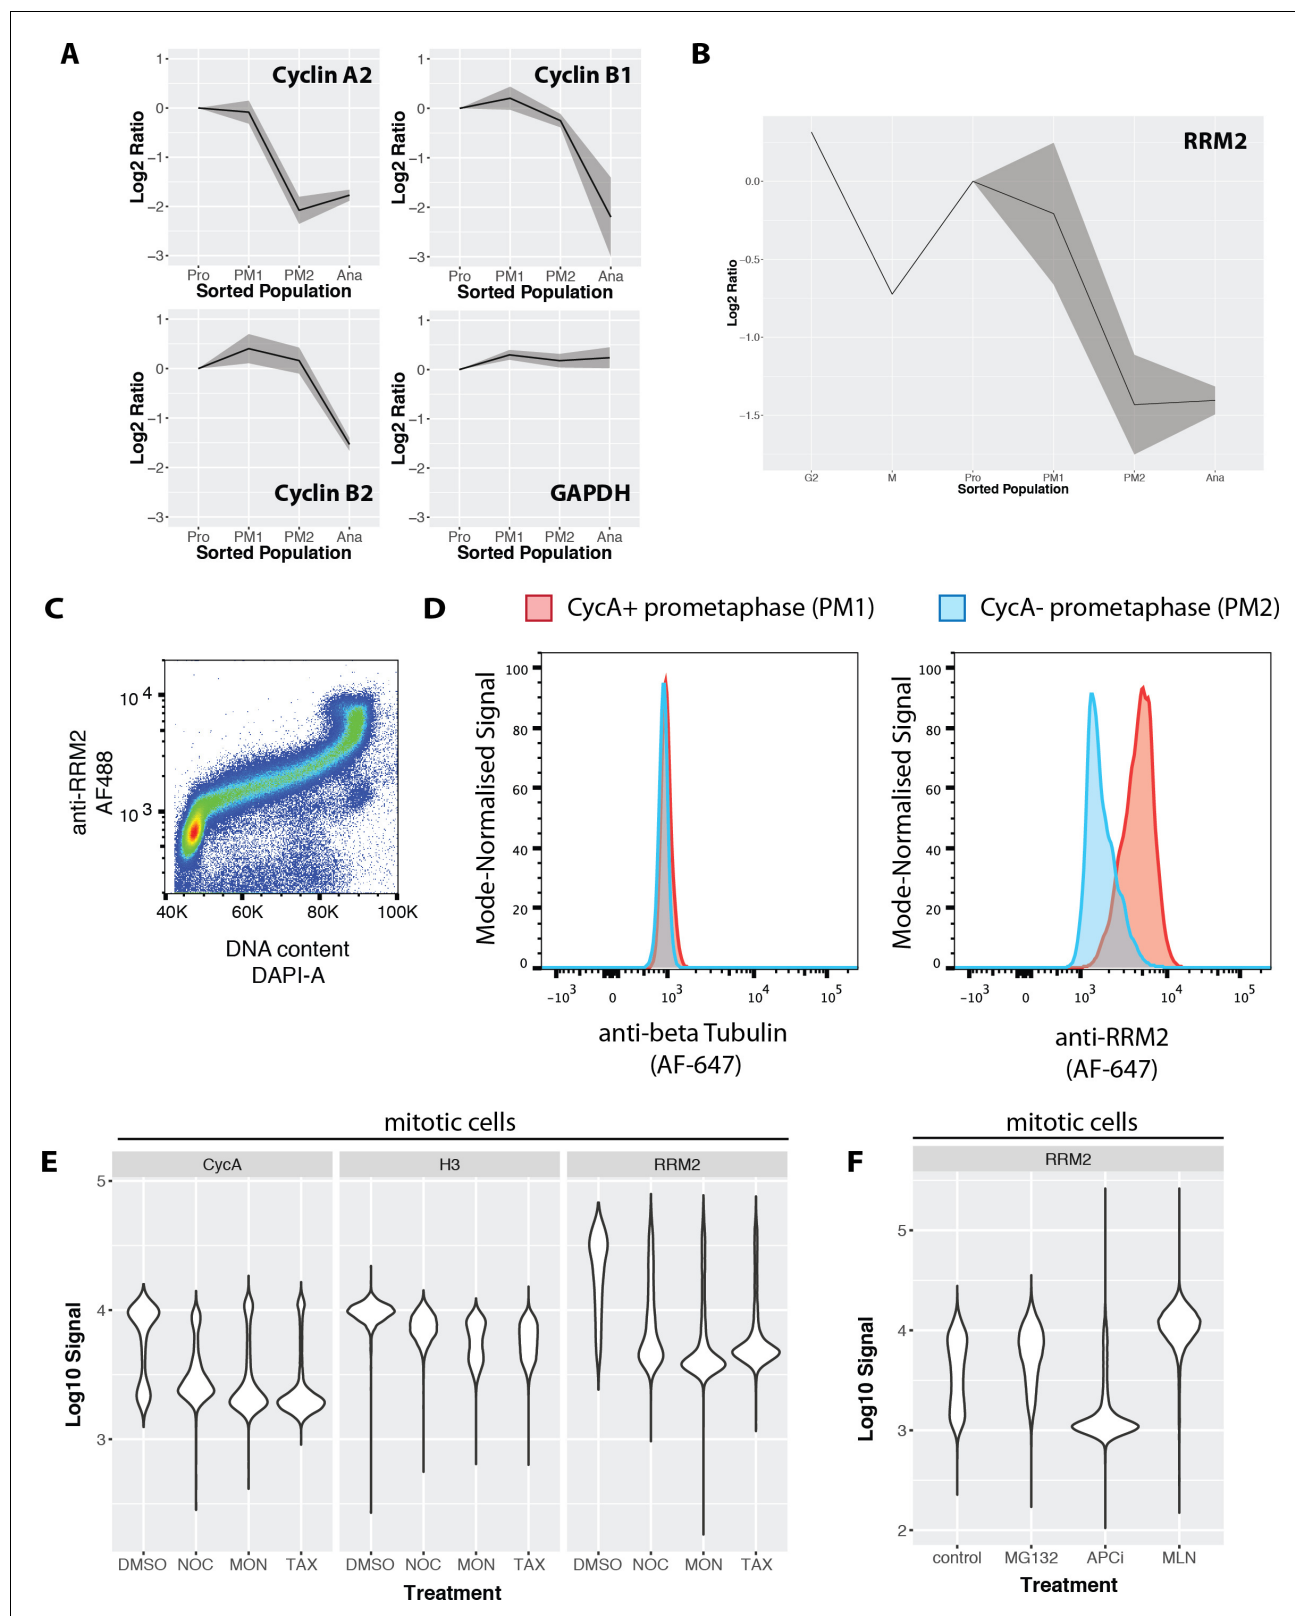 A
Cyclin A2
1
0
−1
−2
−3
Log2 Ratio
Pro PM1 PM2 Ana
Sorted Population
Cyclin B1
1
0
−1
−2
−3
Log2 Ratio
Pro PM1 PM2 Ana
Sorted Population
Cyclin B2
1
0
−1
−2
−3
Log2 Ratio
Pro PM1 PM2 Ana
Sorted Population
GAPDH
1
0
−1
−2
−3
Log2 Ratio
Pro PM1 PM2 Ana
Sorted Population
B
RRM2
0.0
−0.5
−1.0
−1.5
Log2 Ratio
G2 M Pro PM1 PM2 Ana
Sorted Population
C
10 4
10 3
anti-RRM2
AF488
40K 60K 80K 100K
DNA content
DAPI-A
D
CycA+ prometaphase (PM1)
CycA- prometaphase (PM2)
100
80
60
40
20
0
Mode-Normalised Signal
−10 3 0 10 3 10 4 10 5
anti-beta Tubulin
(AF-647)
100
80
60
40
20
0
Mode-Normalised Signal
−10 3 0 10 3 10 4 10 5
anti-RRM2
(AF-647)
E
mitotic cells
CycA H3 RRM2
5
4
3
Log10 Signal
DMSO NOC MON TAX DMSO NOC MON TAX DMSO NOC MON TAX
Treatment
F
mitotic cells
RRM2
5
4
3
2
Log10 Signal
control MG132 APCi MLN
Treatment